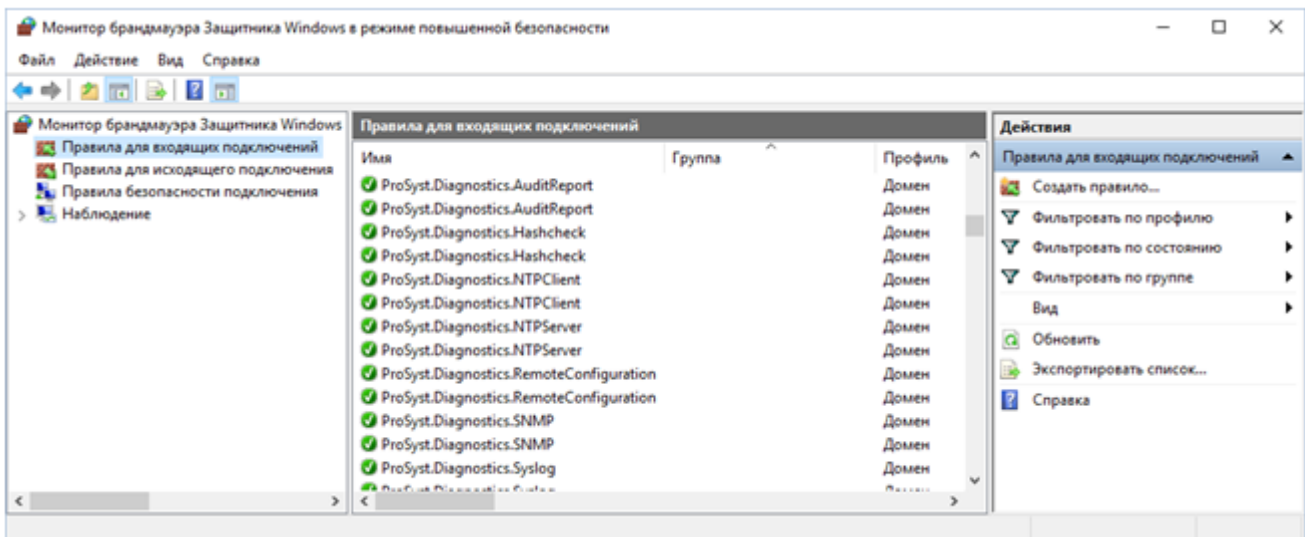 Монитор брандмауэра Защитника Windows в режиме повышенной безопасности
Файл Действие Вид Справка
Монитор брандмауэра Защитника Windows
Правила для входящих подключений
Правила для исходящего подключения
Правила безопасности подключения
Наблюдение
Правила для входящих подключений
Имя Группа Профиль
ProSyst.Diagnostics.AuditReport Домен
ProSyst.Diagnostics.AuditReport Домен
ProSyst.Diagnostics.Hashcheck Домен
ProSyst.Diagnostics.Hashcheck Домен
ProSyst.Diagnostics.NTPClient Домен
ProSyst.Diagnostics.NTPClient Домен
ProSyst.Diagnostics.NTPServer Домен
ProSyst.Diagnostics.NTPServer Домен
ProSyst.Diagnostics.RemoteConfiguration Домен
ProSyst.Diagnostics.RemoteConfiguration Домен
ProSyst.Diagnostics.SNMP Домен
ProSyst.Diagnostics.SNMP Домен
ProSyst.Diagnostics.Syslog Домен
Действия
Правила для входящих подключений
Создать правило...
Фильтровать по профилю
Фильтровать по состоянию
Фильтровать по группе
Вид
Обновить
Экспортировать список...
Справка